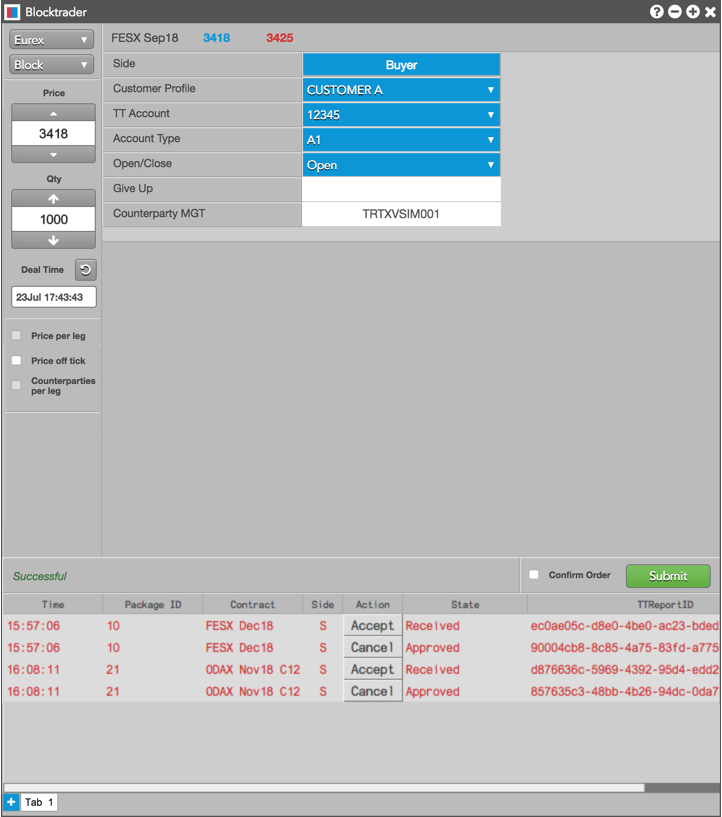 Blocktrader
Eurex
Block
FESX Sep18 3418 3425
Price
3418
Qty
1000
Deal Time
23Jul 17:43:43
Price per leg
Price off tick
Counterparties
per leg
Side Buyer
Customer Profile CUSTOMER A
TT Account 12345
Account Type A1
Open/Close Open
Give Up
Counterparty MGT TRTXVSIM001
Successful
Confirm Order
Submit
Time Package ID Contract Side Action State TTReportID
15:57:06 10 FESX Dec18 S Accept Received ec0ae05c-d8e0-4be0-ac23-bded
15:57:06 10 FESX Dec18 S Cancel Approved 90004cb8-8c85-4a75-83fd-a775
16:08:11 21 ODAX Nov18 C12 S Accept Received d876636c-5969-4392-95d4-edd2
16:08:11 21 ODAX Nov18 C12 S Cancel Approved 857635c3-48bb-4b26-94dc-0da7
Tab 1